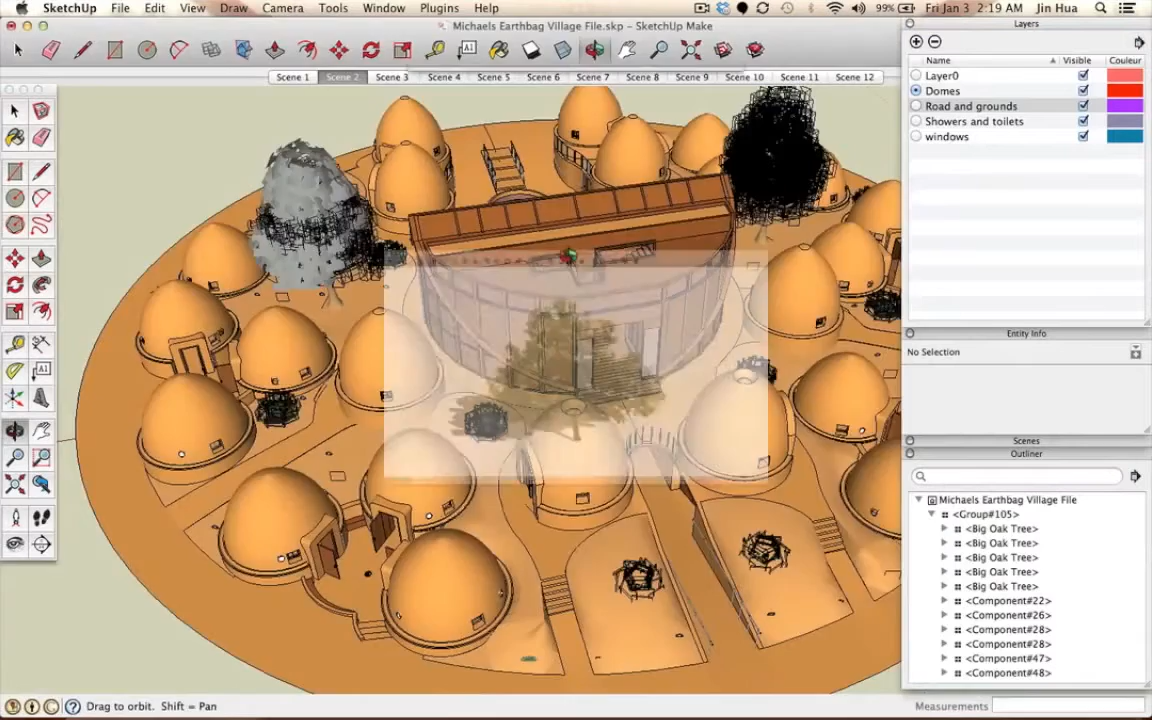 SketchUp File Edit View Draw Camera Tools Window Plugins Help 99% Fri Jan 3 2:19 AM Jin Hua
Michaels Earthbag Village File.skp - SketchUp Make
Layers
Scene 1 Scene 2 Scene 3 Scene 4 Scene 5 Scene 6 Scene 7 Scene 8 Scene 9 Scene 10 Scene 11 Scene 12
Name Visible Couleur
Layer0
Domes
Road and grounds
Showers and toilets
windows
Entity Info
No Selection
Scenes
Outliner
Michaels Earthbag Village File
<Group#105>
<Big Oak Tree>
<Big Oak Tree>
<Big Oak Tree>
<Big Oak Tree>
<Big Oak Tree>
<Component#22>
<Component#26>
<Component#28>
<Component#28>
<Component#47>
<Component#48>
Drag to orbit. Shift = Pan
Measurements